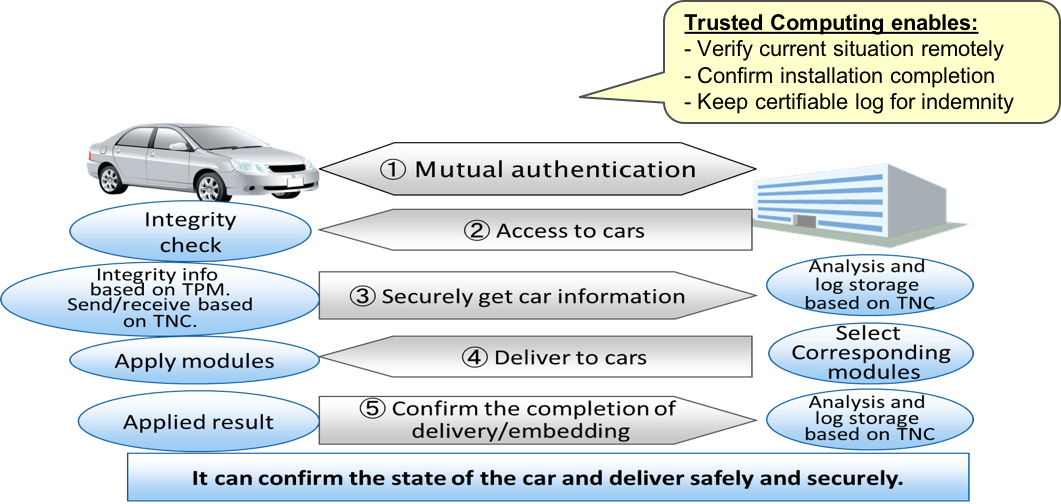 Trusted Computing enables:
- Verify current situation remotely
- Confirm installation completion
- Keep certifiable log for indemnity
① Mutual authentication
Integrity
check
② Access to cars
Integrity info
based on TPM.
Send/receive based
on TNC.
③ Securely get car information
Analysis and
log storage
based on TNC
Apply modules
④ Deliver to cars
Select
Corresponding
modules
Applied result
⑤ Confirm the completion of
delivery/embedding
Analysis and
log storage
based on TNC
It can confirm the state of the car and deliver safely and securely.